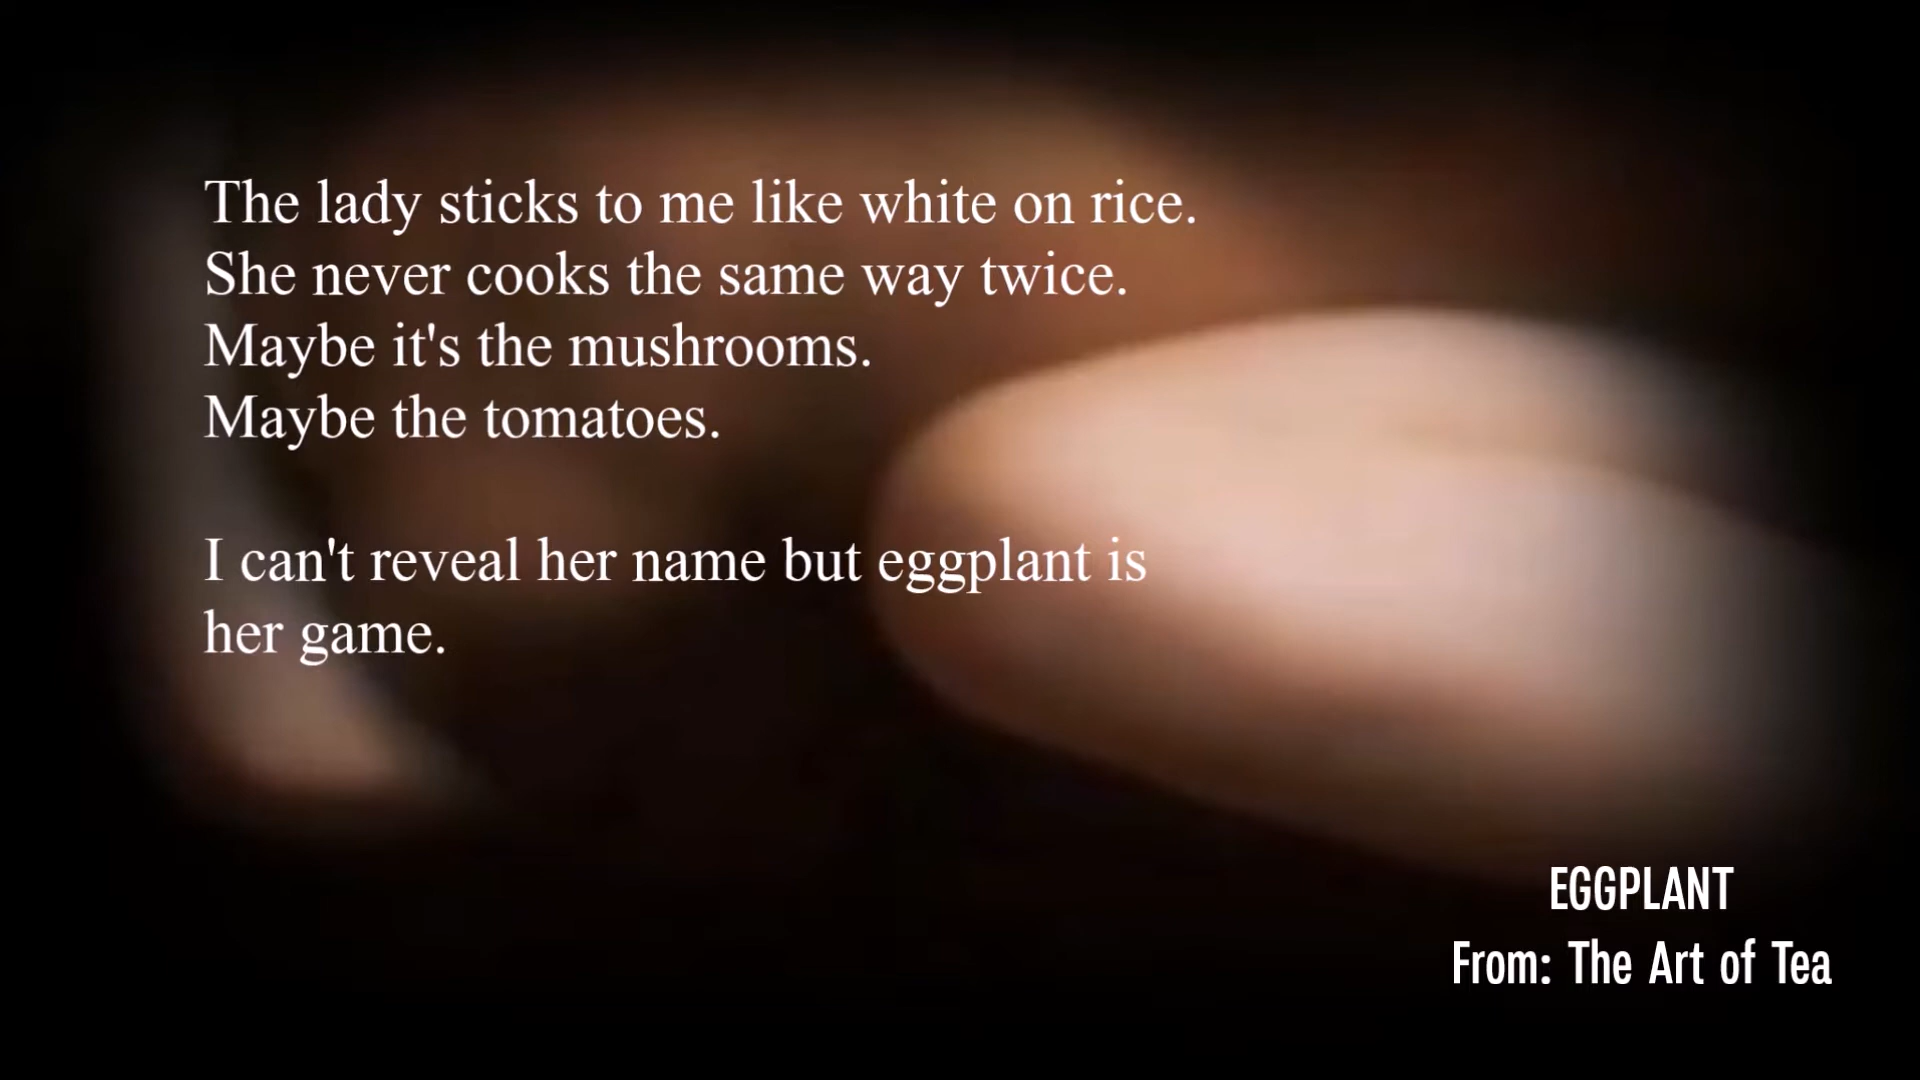 The lady sticks to me like white on rice.
She never cooks the same way twice.
Maybe it's the mushrooms.
Maybe the tomatoes.
I can't reveal her name but eggplant is
her game.
EGGPLANT
From: The Art of Tea